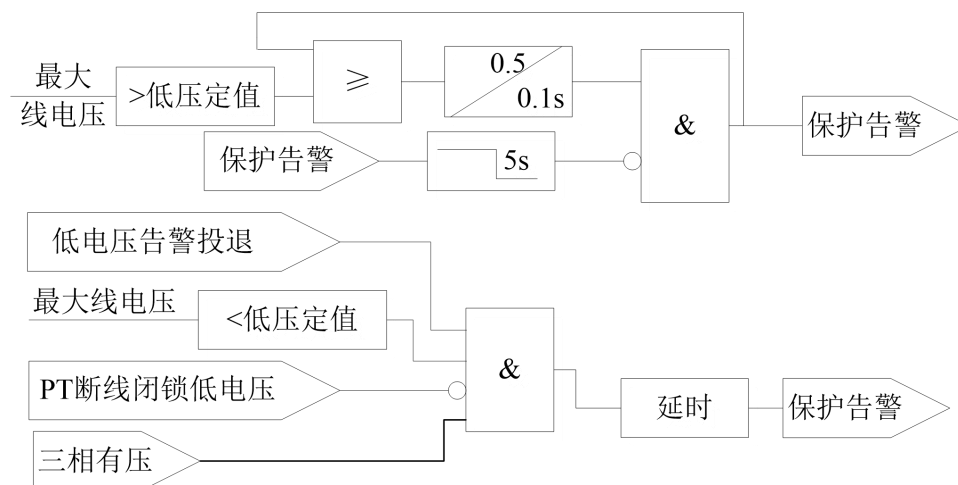 最大
线电压
>低压定值
≥
0.5
0.1s
&
保护告警
保护告警
5s
低电压告警投退
最大线电压
<低压定值
&
PT断线闭锁低电压
延时
保护告警
三相有压